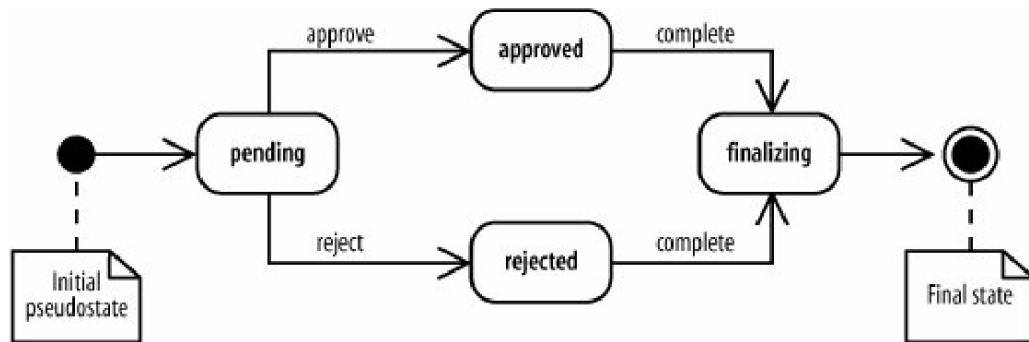 approve
approved
complete
pending
finalizing
reject
rejected
complete
Initial
pseudostate
Final state